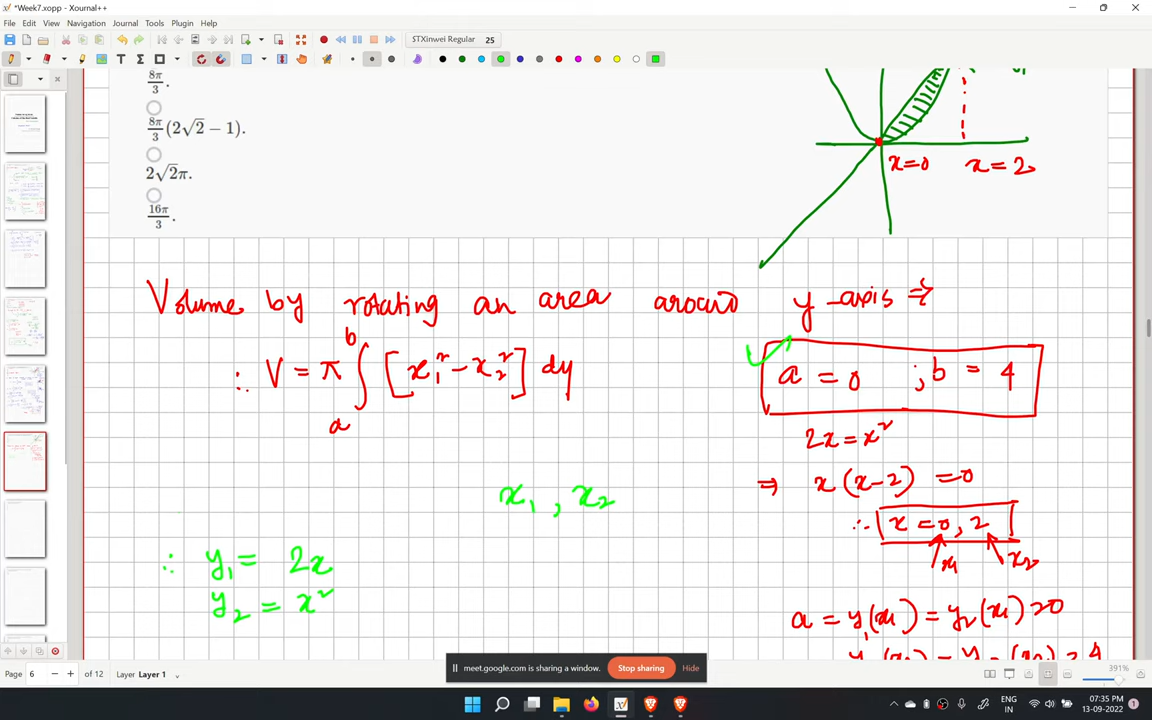 *Week7.xopp - Xournal++
File Edit View Navigation Journal Tools Plugin Help
STXinwei Regular 25
8π/3.
8π/3 (2√2 − 1).
2√2π.
16π/3.
x=0 x=2
Volume by rotating an area around y-axis ⇒
∴ V = π ∫_a^b [x₁² − x₂²] dy
a = 0 ; b = 4
2x = x²
⇒ x(x−2) = 0
x₁ , x₂
∴ x = 0, 2
x₁ x₂
∴ y₁ = 2x
y₂ = x²
a = y₁(x₁) = y₂(x₁) ⇒ 0
meet.google.com is sharing a window. Stop sharing Hide
Page 6 of 12 Layer Layer 1 391%
ENG IN
07:35 PM
13-09-2022